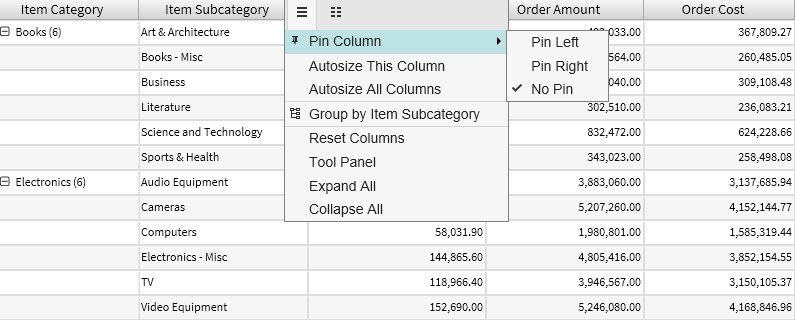 Item Category Item Subcategory Order Amount Order Cost
Books (6) Art & Architecture 033.00 367,809.27
Pin Column Pin Left
Books - Misc 564.00 260,485.05
Autosize This Column Pin Right
Business 040.00 309,108.48
Autosize All Columns No Pin
Literature 302,510.00 236,083.21
Group by Item Subcategory
Science and Technology 832,472.00 624,228.66
Reset Columns
Sports & Health 343,023.00 258,498.08
Tool Panel
Electronics (6) Audio Equipment 3,883,060.00 3,137,685.94
Expand All
Cameras 5,207,260.00 4,152,144.77
Collapse All
Computers 58,031.90 1,980,801.00 1,585,319.44
Electronics - Misc 144,865.60 4,805,416.00 3,852,154.55
TV 118,966.40 3,946,567.00 3,150,105.37
Video Equipment 152,690.00 5,246,080.00 4,168,846.96